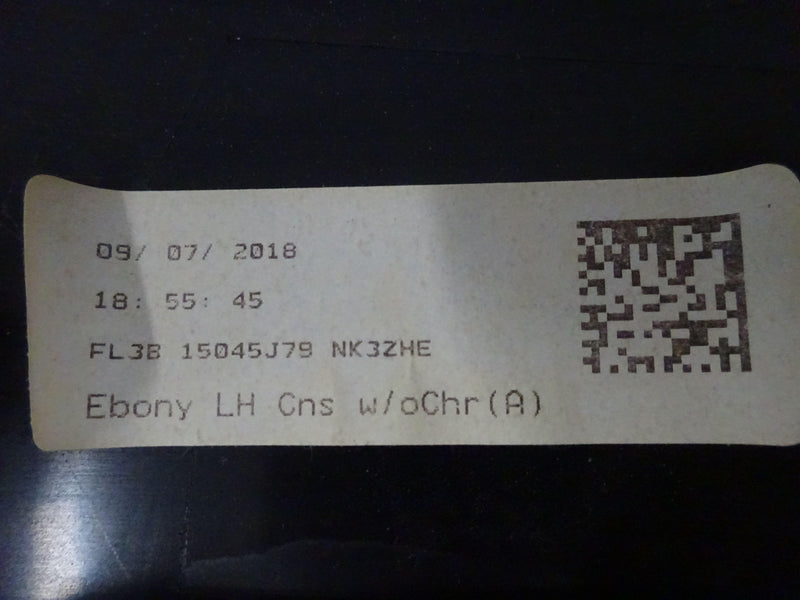 09/ 07/ 2018
18: 55: 45
FL3B 15045J79 NK3ZHE
Ebony LH Cns w/oChr(A)